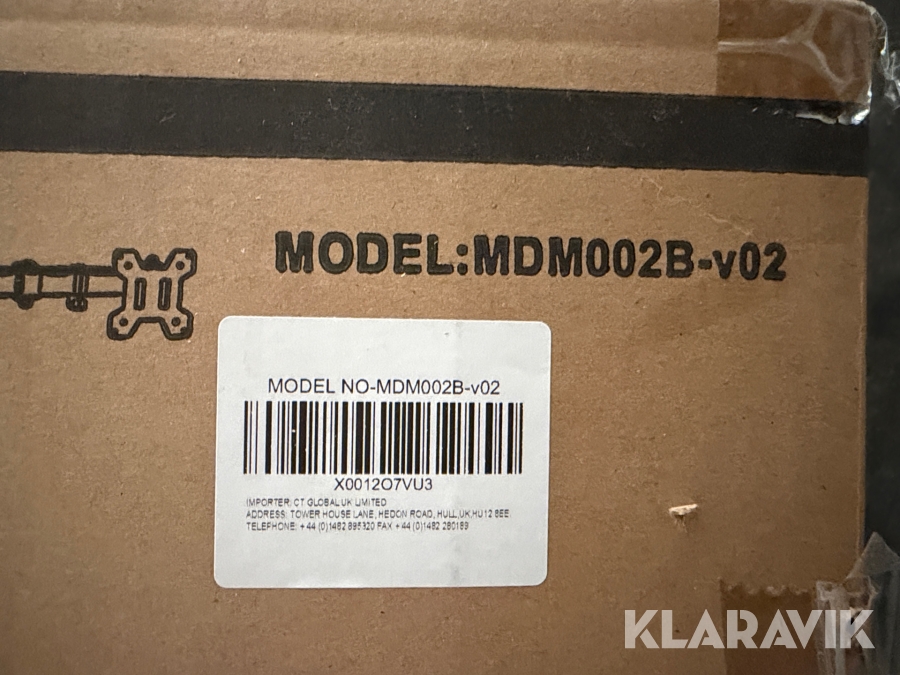 MODEL:MDM002B-v02
MODEL NO-MDM002B-v02
X0012O7VU3
IMPORTER: CT GLOBAL UK LIMITED
ADDRESS: TOWER HOUSE LANE, HEDON ROAD, HULL,UK,HU12 8EE
TELEPHONE: +44 (0)1482 895320 FAX +44 (0)1482 280189
KLARAVIK